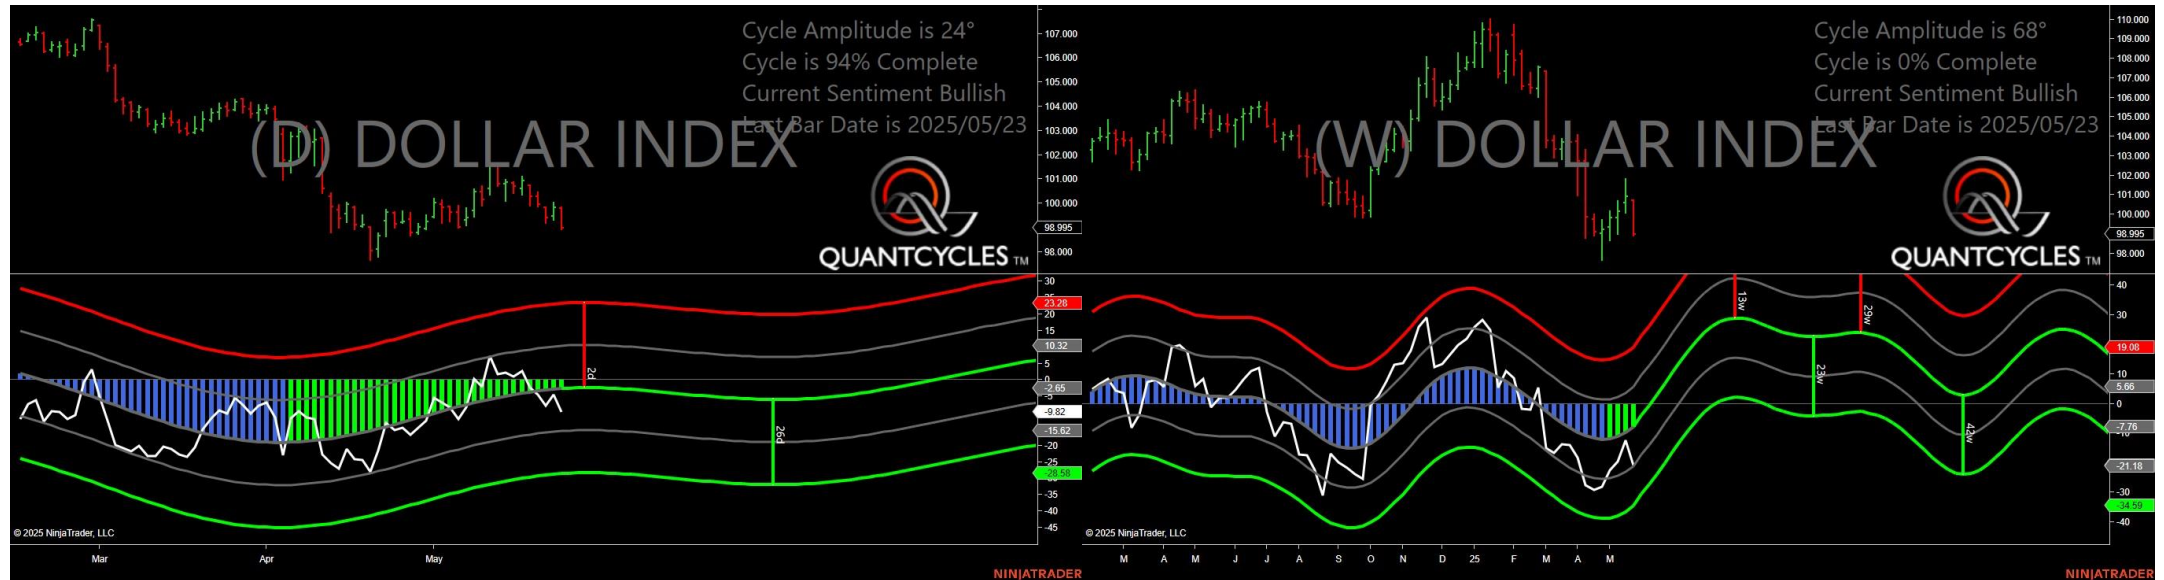 Cycle Amplitude is 24°
Cycle is 94% Complete
Current Sentiment Bullish
Last Bar Date is 2025/05/23
(D) DOLLAR INDEX
QUANTCYCLES TM
107.000
106.000
105.000
104.000
103.000
102.000
101.000
100.000
98.995
98.000
30
23.28
20
15
10.32
5
0
-2.65
-9.82
-15.62
-20
-25
-28.58
-35
-40
-45
2d
26d
© 2025 NinjaTrader, LLC
Mar
Apr
May
NINJATRADER
Cycle Amplitude is 68°
Cycle is 0% Complete
Current Sentiment Bullish
Last Bar Date is 2025/05/23
(W) DOLLAR INDEX
QUANTCYCLES TM
110.000
109.000
108.000
107.000
106.000
105.000
104.000
103.000
102.000
101.000
100.000
98.995
98.000
40
30
19.08
10
5.66
0
-7.76
-21.18
-30
-34.59
-40
13w
29w
23w
42w
© 2025 NinjaTrader, LLC
M
A
M
J
J
A
S
O
N
D
25
F
M
A
M
NINJATRADER